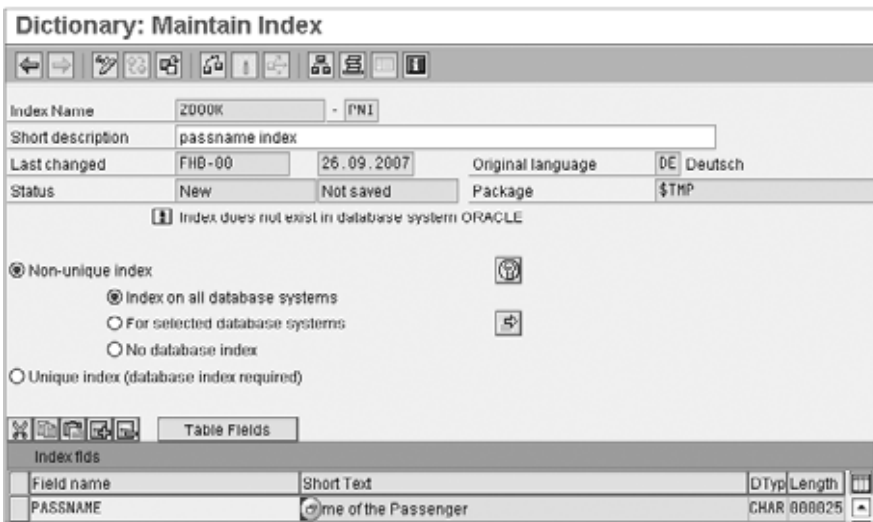 Dictionary: Maintain Index
Index Name ZDOOK - PNI
Short description passname index
Last changed FHB-00 26.09.2007 Original language DE Deutsch
Status New Not saved Package $TMP
Index does not exist in database system ORACLE
Non-unique index
Index on all database systems
For selected database systems
No database index
Unique index (database index required)
Table Fields
Index flds
Field name Short Text DTyp Length
PASSNAME me of the Passenger CHAR 000025